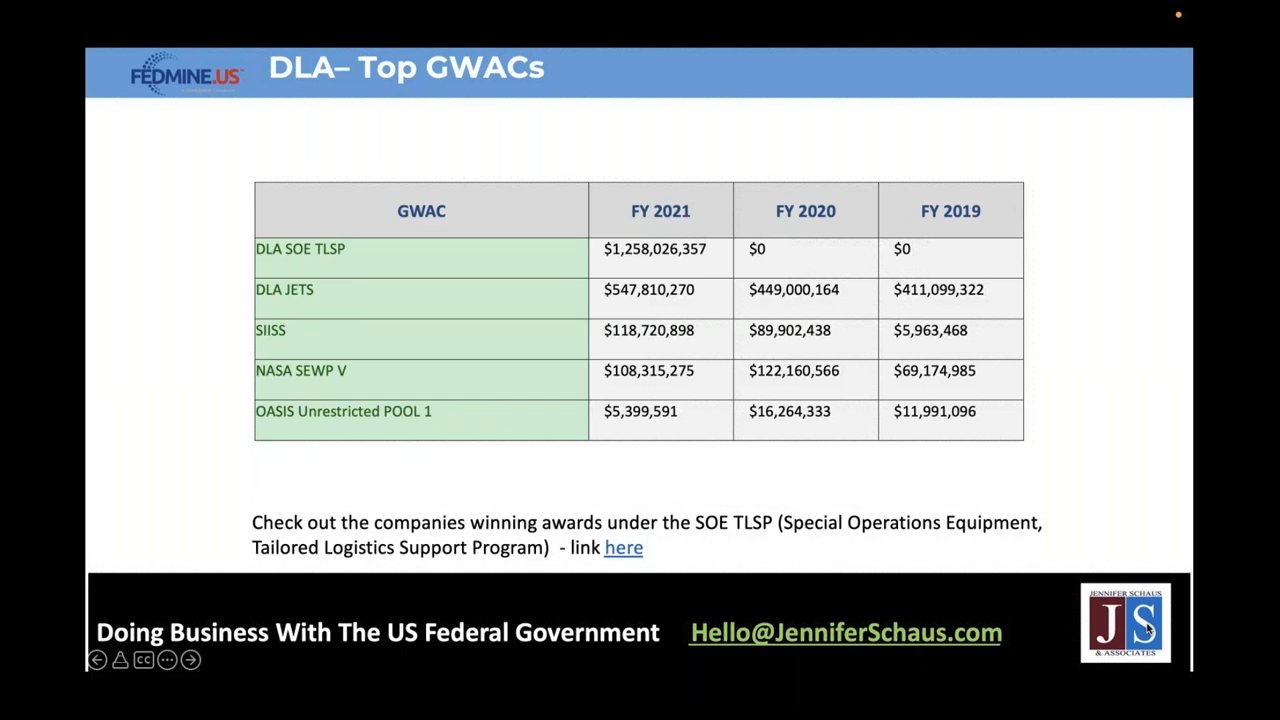 FEDMINE.US™
DLA– Top GWACs
GWAC FY 2021 FY 2020 FY 2019
DLA SOE TLSP $1,258,026,357 $0 $0
DLA JETS $547,810,270 $449,000,164 $411,099,322
SIISS $118,720,898 $89,902,438 $5,963,468
NASA SEWP V $108,315,275 $122,160,566 $69,174,985
OASIS Unrestricted POOL 1 $5,399,591 $16,264,333 $11,991,096
Check out the companies winning awards under the SOE TLSP (Special Operations Equipment,
Tailored Logistics Support Program) - link here
Doing Business With The US Federal Government Hello@JenniferSchaus.com
JENNIFER SCHAUS
JS
& ASSOCIATES
CC